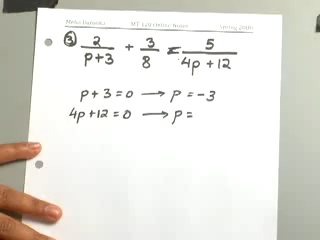 MT 120 Online Notes Spring 2006
③ 2/(p+3) + 3/8 = 5/(4p+12)
p+3=0 → p=-3
4p+12=0 → p=